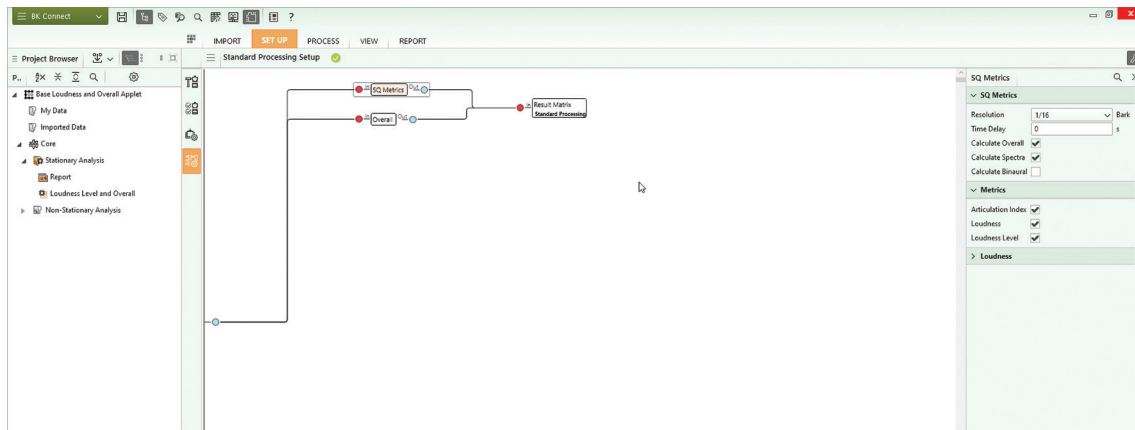 BK Connect
?
IMPORT SET UP PROCESS VIEW REPORT
Project Browser
Standard Processing Setup
P..
Base Loudness and Overall Applet
My Data
Imported Data
Core
Stationary Analysis
Report
Loudness Level and Overall
Non-Stationary Analysis
SQ Metrics
Overall
Result Matrix
Standard Processing
SQ Metrics
SQ Metrics
Resolution 1/16 Bark
Time Delay 0 s
Calculate Overall
Calculate Spectra
Calculate Binaural
Metrics
Articulation Index
Loudness
Loudness Level
Loudness